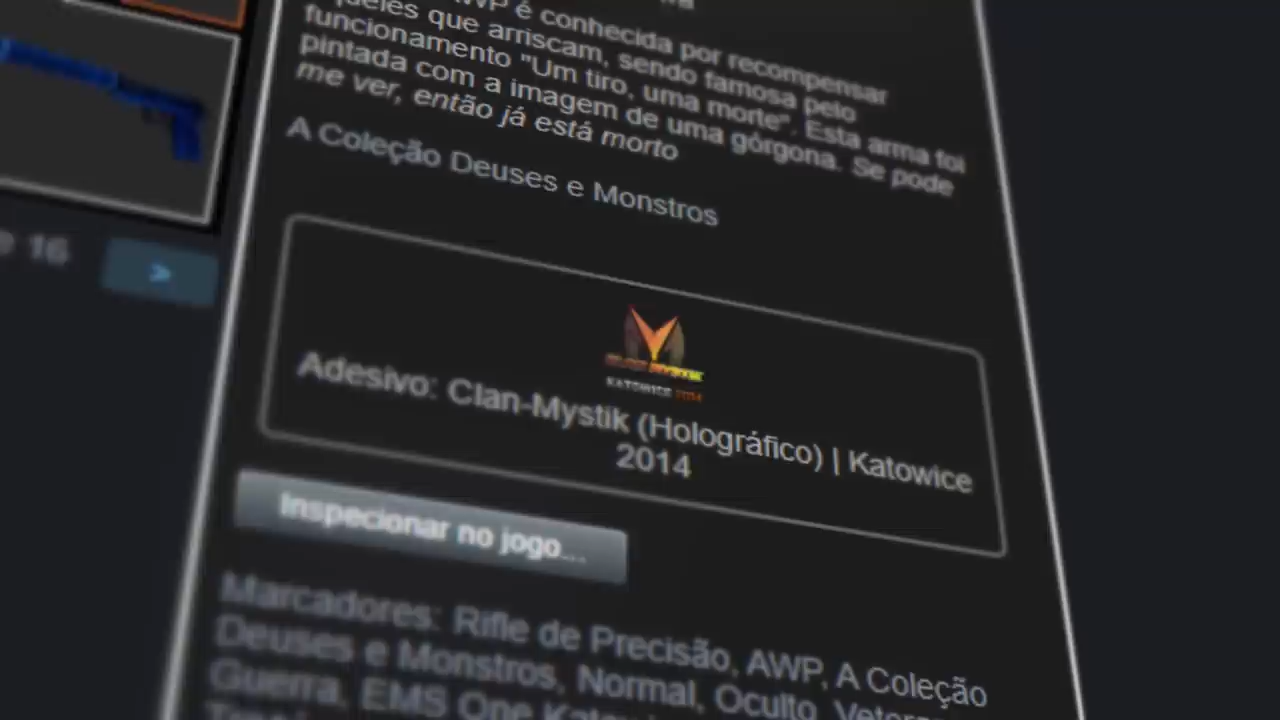 AWP é conhecida por recompensar
aqueles que arriscam, sendo famosa pelo
funcionamento "Um tiro, uma morte". Esta arma foi
pintada com a imagem de uma górgona. Se pode
me ver, então já está morto
A Coleção Deuses e Monstros
16
>
KATOWICE 2014
Adesivo: Clan-Mystik (Holográfico) | Katowice
2014
Inspecionar no jogo...
Marcadores: Rifle de Precisão, AWP, A Coleção
Deuses e Monstros, Normal, Oculto,
Guerra, EMS One